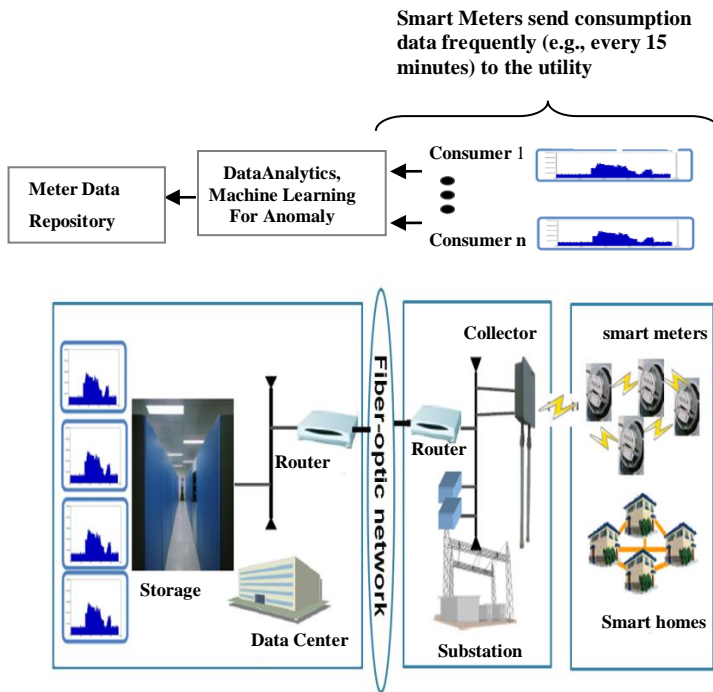 Smart Meters send consumption
data frequently (e.g., every 15
minutes) to the utility
Consumer 1
DataAnalytics,
Machine Learning
For Anomaly
Meter Data
Repository
Consumer n
Fiber-optic network
Collector
smart meters
Router
Router
Storage
Data Center
Substation
Smart homes